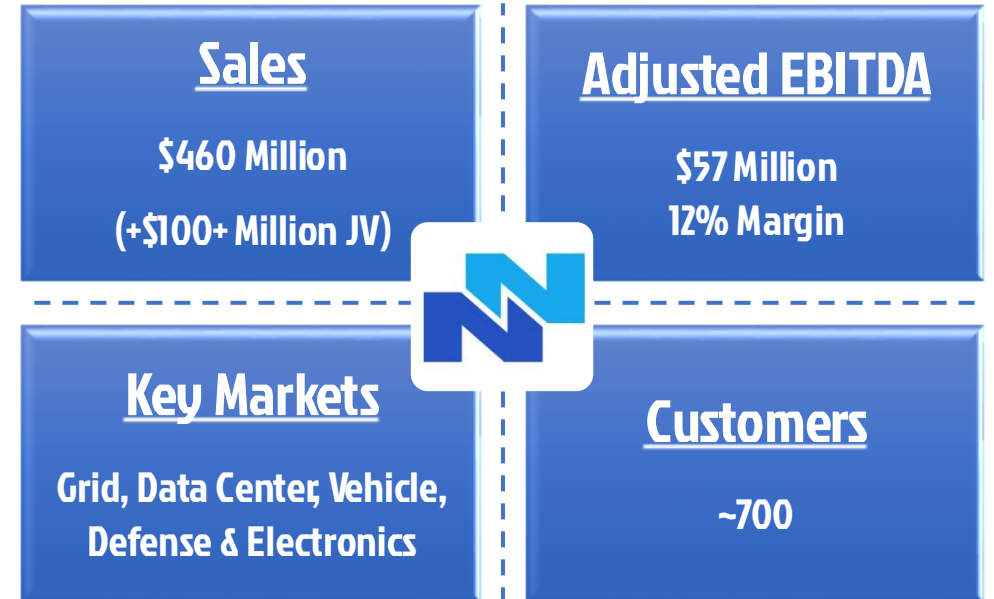 Sales
$460 Million
(+$100+ Million JV)
Adjusted EBITDA
$57 Million
12% Margin
Key Markets
Grid, Data Center, Vehicle,
Defense & Electronics
Customers
~700